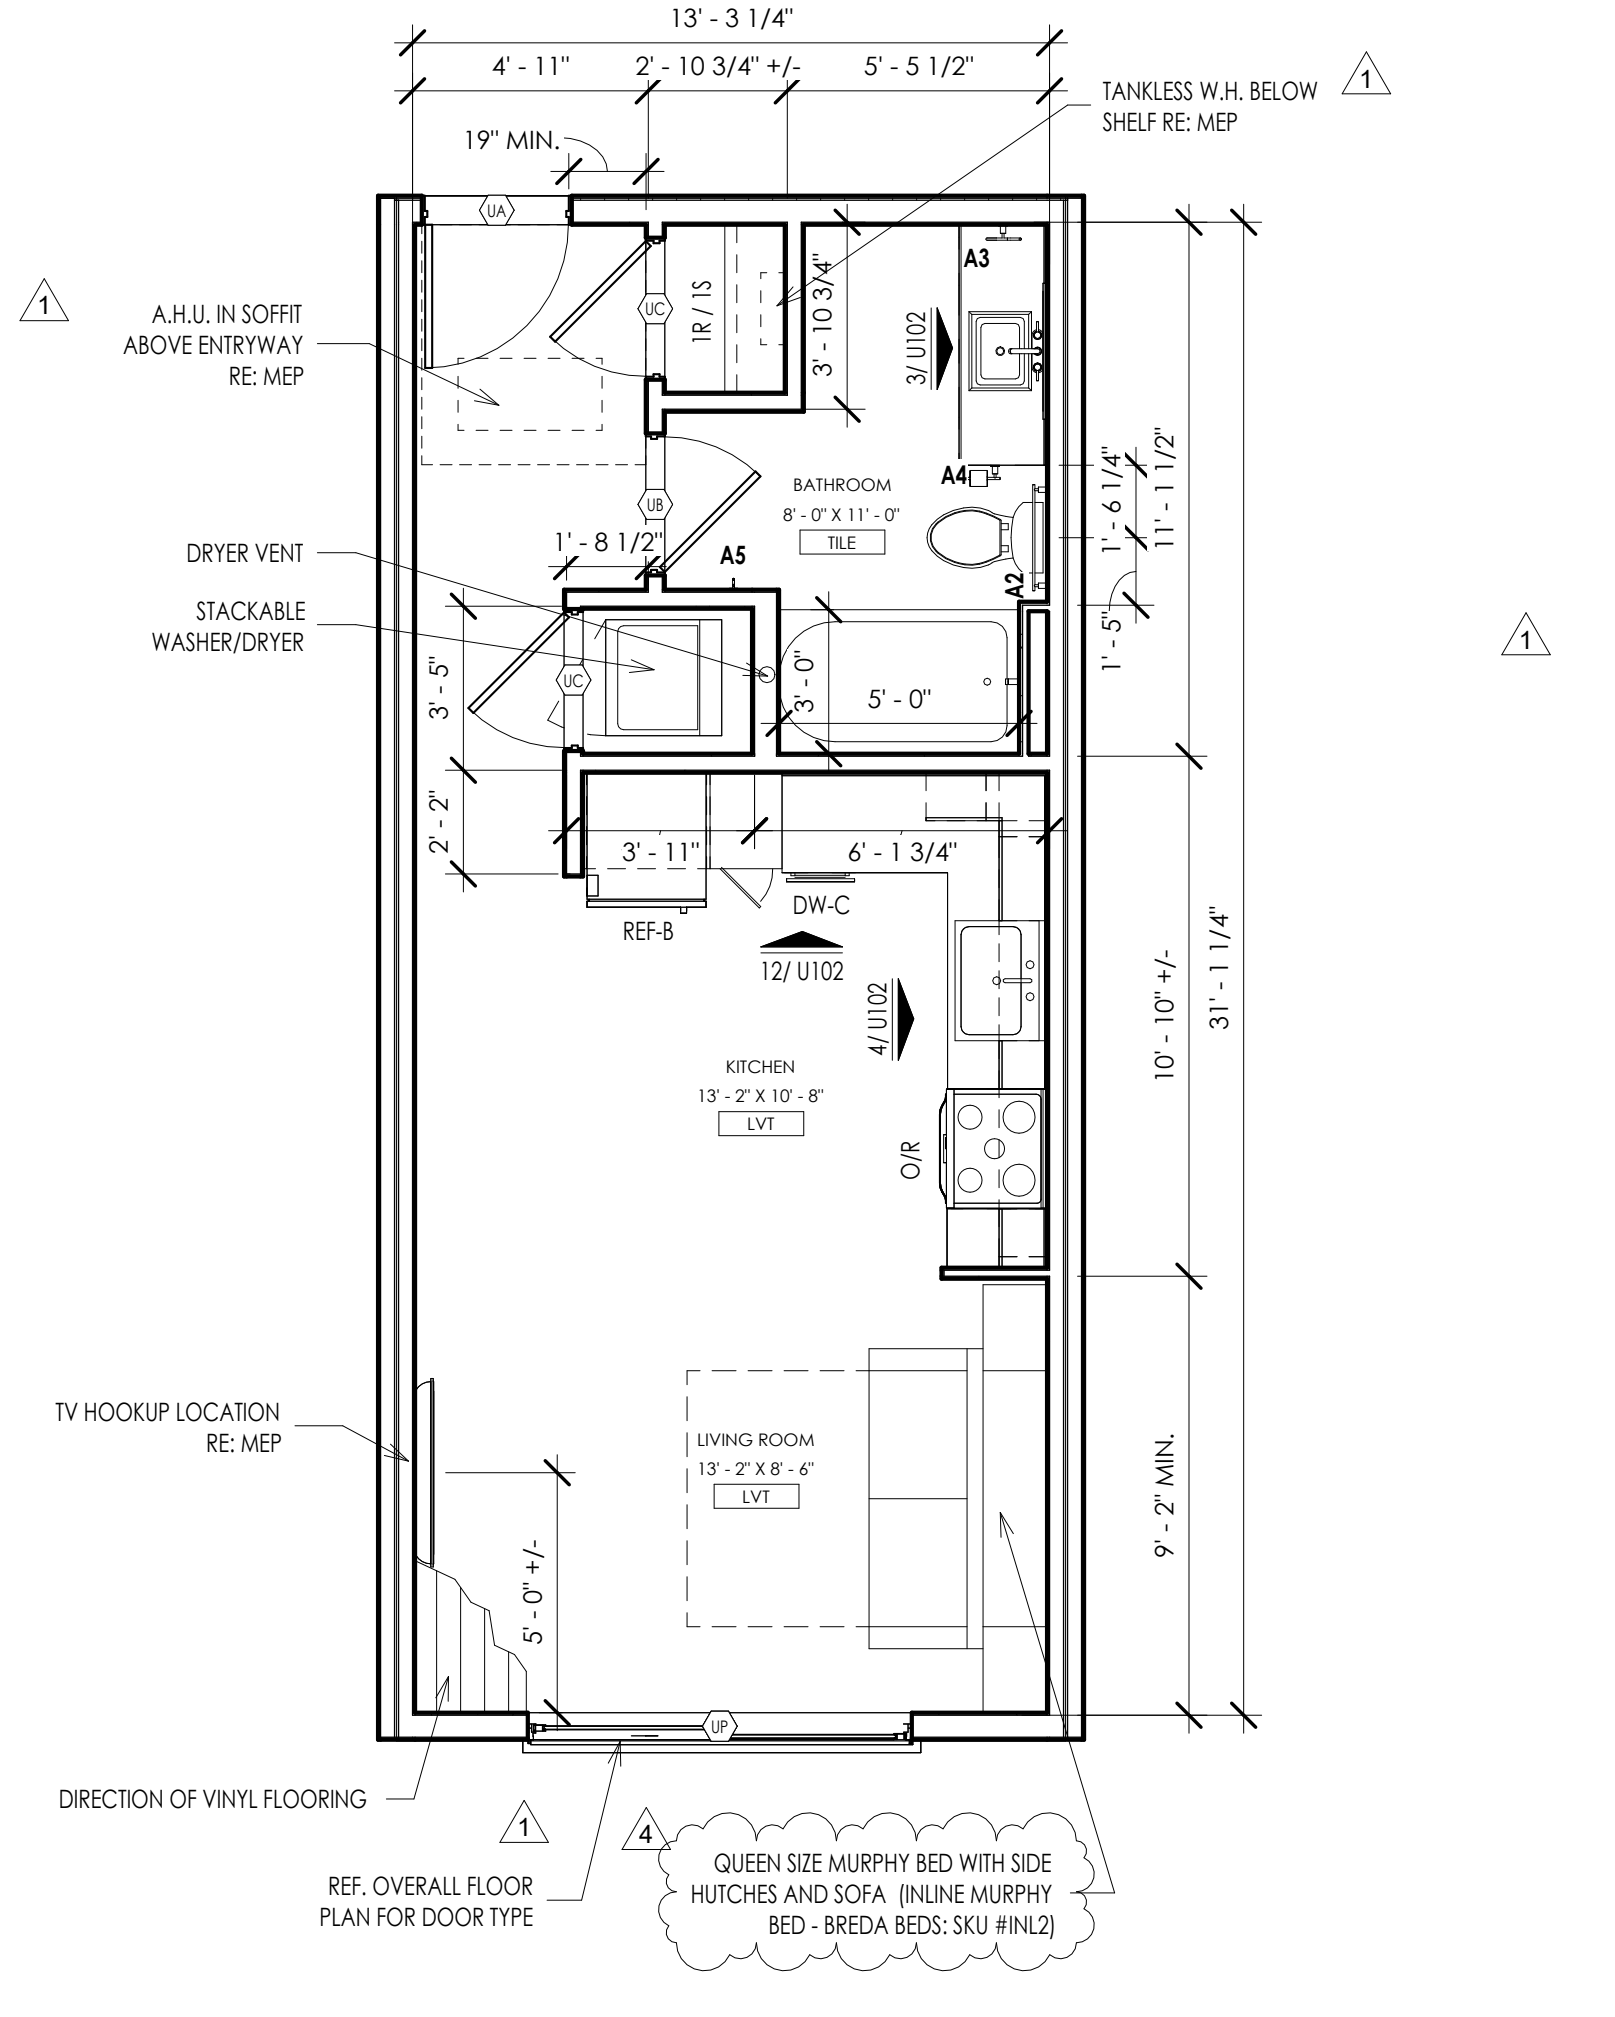 13' - 3 1/4"
4' - 11"
2' - 10 3/4" +/-
5' - 5 1/2"
TANKLESS W.H. BELOW
SHELF RE: MEP
1
19" MIN.
UA
A3
1
A.H.U. IN SOFFIT
ABOVE ENTRYWAY
RE: MEP
UC
1R / 1S
3' - 10 3/4"
3/ U102
A4
BATHROOM
8' - 0" X 11' - 0"
TILE
UB
1' - 6 1/4"
11' - 1 1/2"
1' - 8 1/2"
A5
A2
DRYER VENT
STACKABLE
WASHER/DRYER
1' - 5"
1
3' - 5"
UC
3' - 0"
5' - 0"
2' - 2"
3' - 11"
6' - 1 3/4"
REF-B
DW-C
12/ U102
4/ U102
10' - 10" +/-
31' - 1 1/4"
KITCHEN
13' - 2" X 10' - 8"
LVT
O/R
TV HOOKUP LOCATION
RE: MEP
LIVING ROOM
13' - 2" X 8' - 6"
LVT
9' - 2" MIN.
5' - 0" +/-
UP
DIRECTION OF VINYL FLOORING
1
4
REF. OVERALL FLOOR
PLAN FOR DOOR TYPE
QUEEN SIZE MURPHY BED WITH SIDE
HUTCHES AND SOFA (INLINE MURPHY
BED - BREDA BEDS: SKU #INL2)